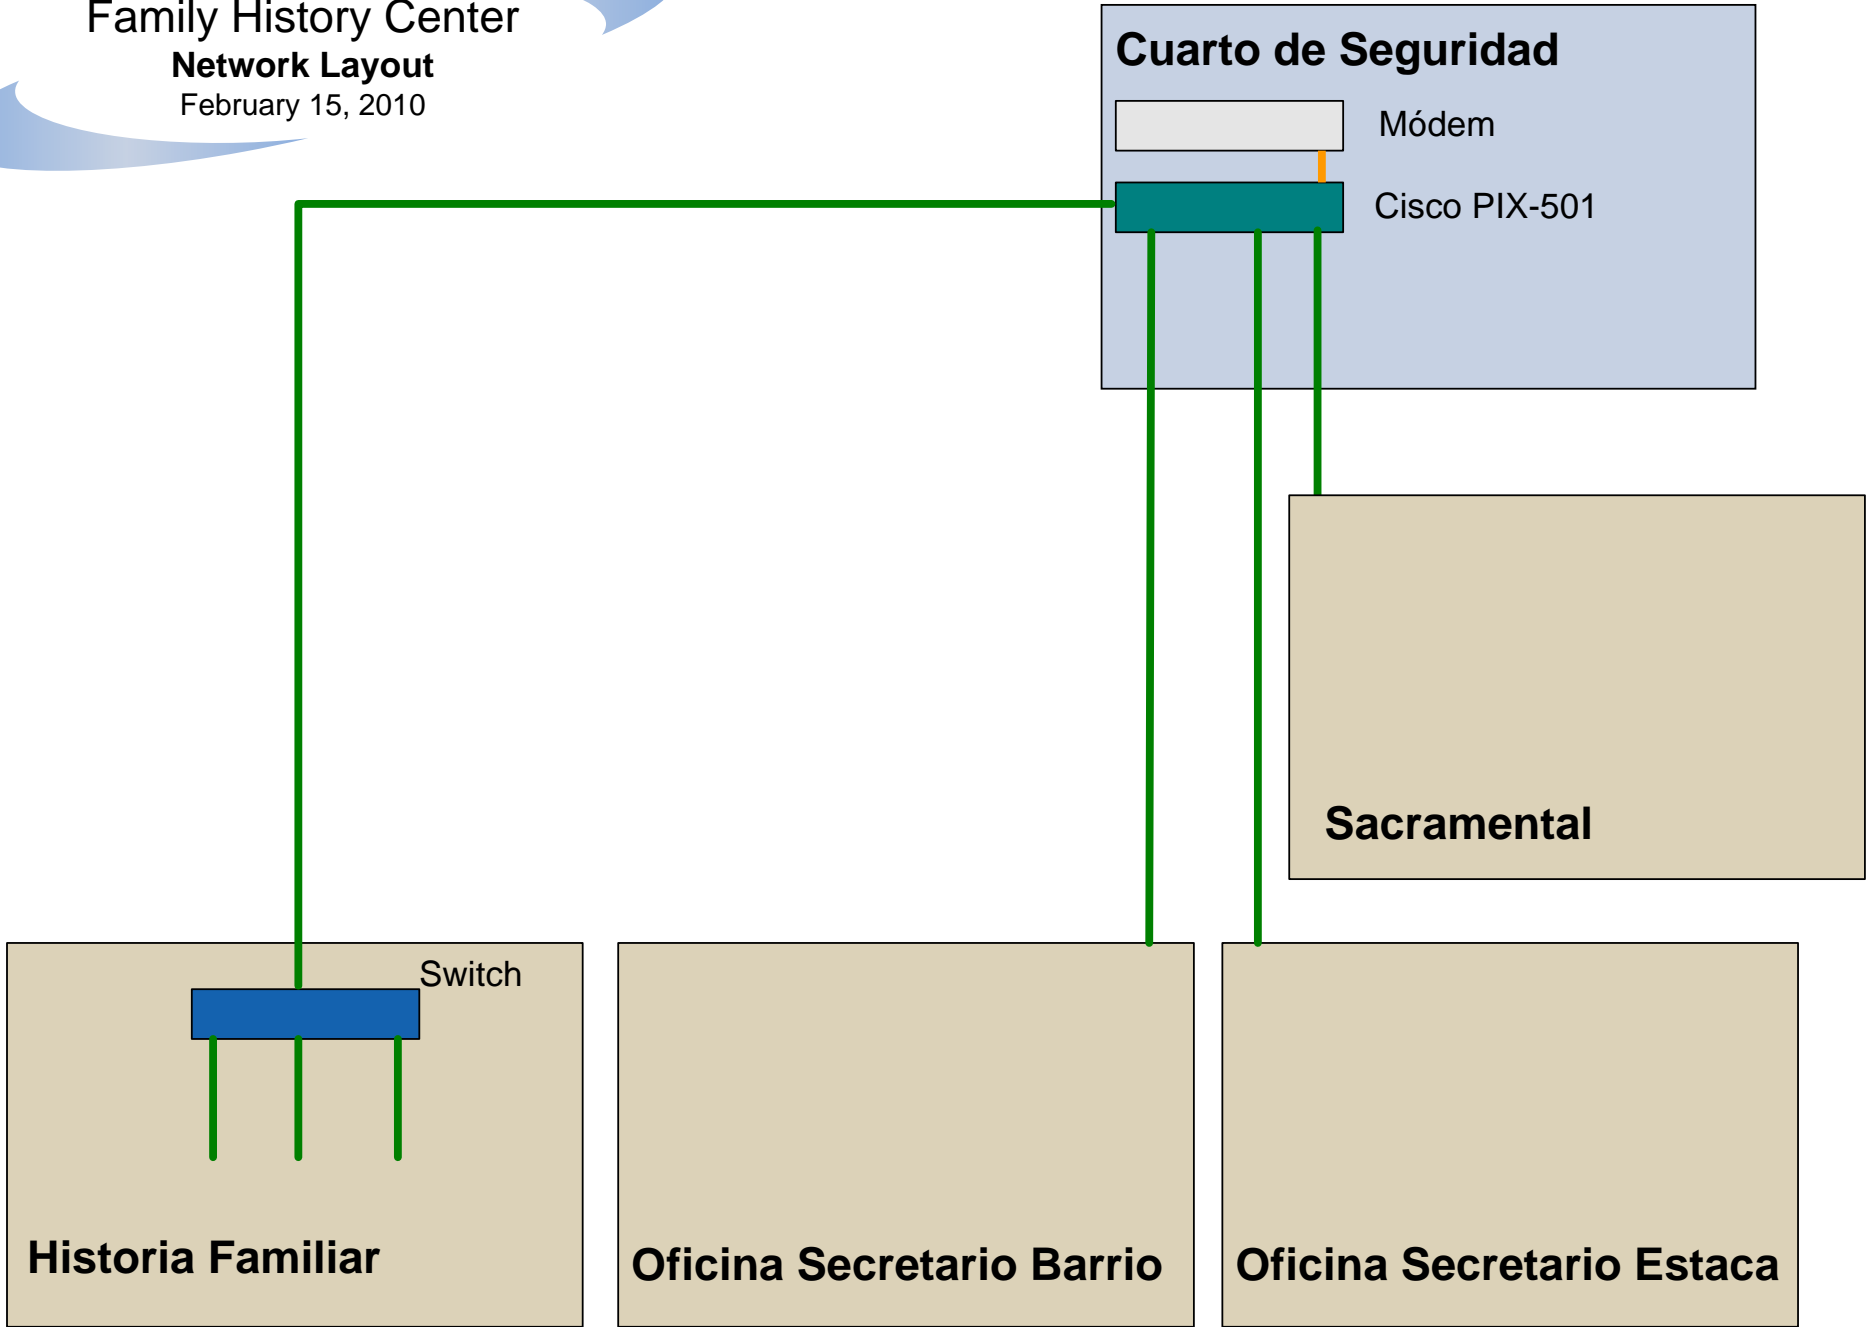 Family History Center
Network Layout
February 15, 2010
Cuarto de Seguridad
Módem
Cisco PIX-501
Sacramental
Switch
Historia Familiar
Oficina Secretario Barrio
Oficina Secretario Estaca